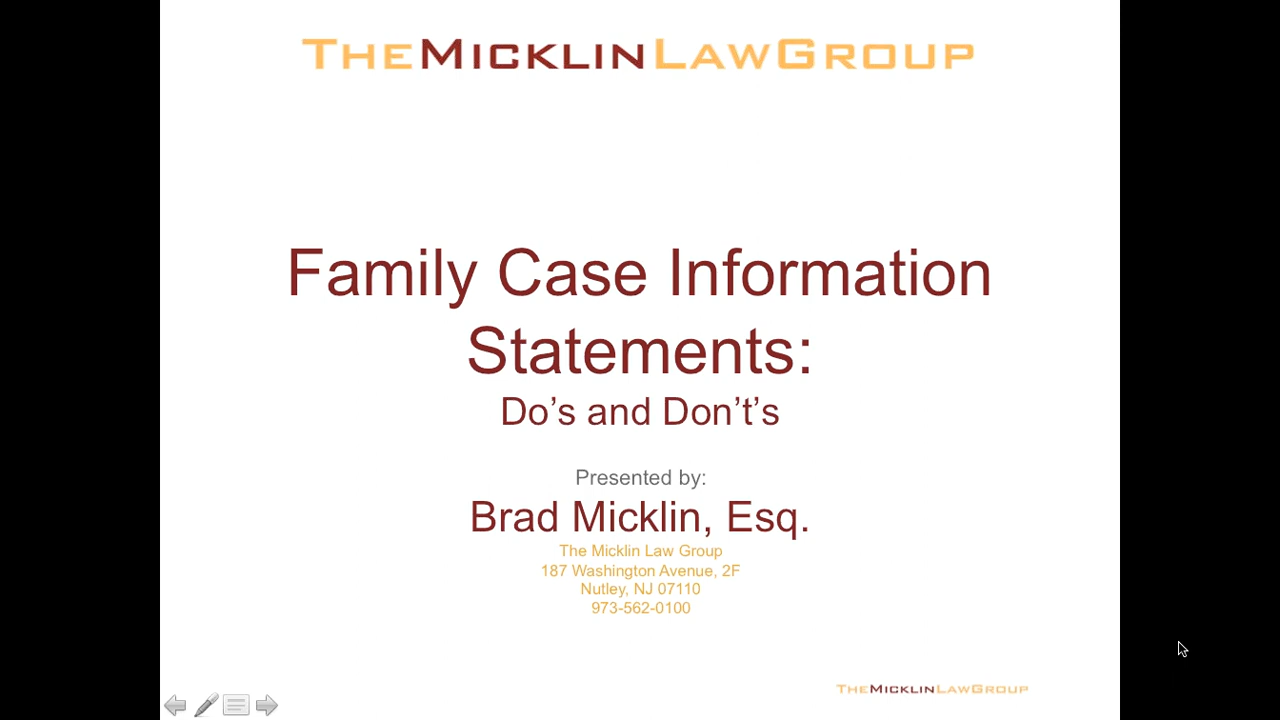 THEMICKLINLAWGROUP
Family Case Information
Statements:
Do’s and Don’t’s
Presented by:
Brad Micklin, Esq.
The Micklin Law Group
187 Washington Avenue, 2F
Nutley, NJ 07110
973-562-0100
THEMICKLINLAWGROUP